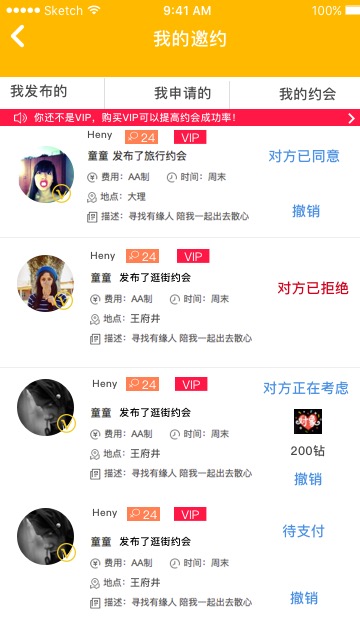 Sketch 9:41 AM 100%
我的邀约
我发布的 我申请的 我的约会
你还不是VIP，购买VIP可以提高约会成功率！
Heny 24 VIP
童童 发布了旅行约会 对方已同意
费用：AA制 时间：周末
地点：大理
描述：寻找有缘人 陪我一起出去散心 撤销
Heny 24 VIP
童童 发布了逛街约会 对方已拒绝
费用：AA制 时间：周末
地点：王府井
描述：寻找有缘人 陪我一起出去散心
Heny 24 VIP 对方正在考虑
童童 发布了逛街约会
费用：AA制 时间：周末
地点：王府井 200钻
描述：寻找有缘人 陪我一起出去散心 撤销
Heny 24 VIP
童童 发布了逛街约会 待支付
费用：AA制 时间：周末
地点：王府井
描述：寻找有缘人 陪我一起出去散心 撤销